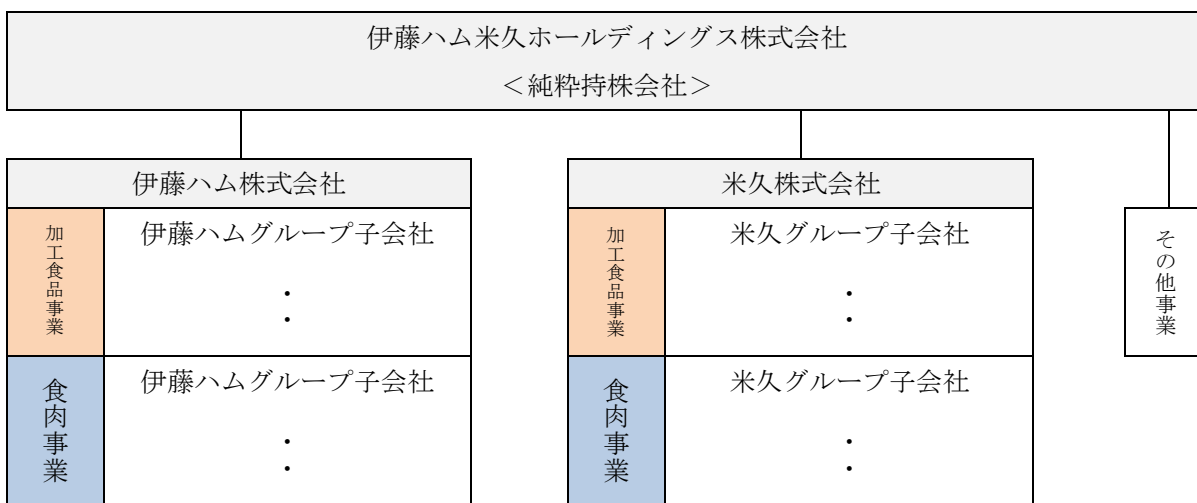 伊藤ハム米久ホールディングス株式会社
＜純粋持株会社＞
伊藤ハム株式会社
加工食品事業
伊藤ハムグループ子会社
・
・
食肉事業
伊藤ハムグループ子会社
・
・
米久株式会社
加工食品事業
米久グループ子会社
・
・
食肉事業
米久グループ子会社
・
・
その他事業